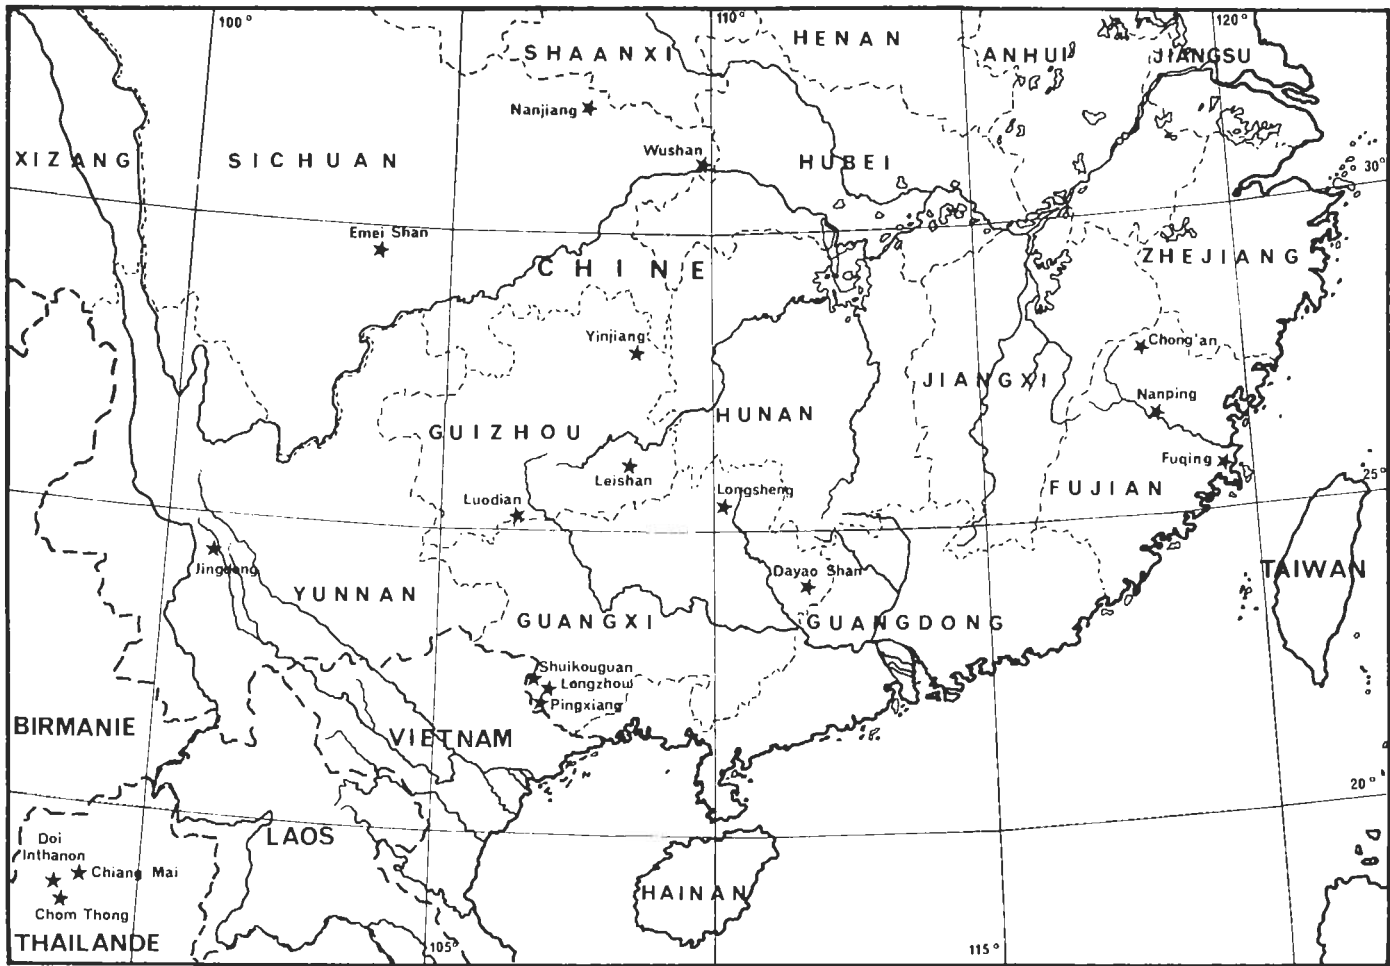 100°
110°
120°
SHAANXI
HENAN
ANHUI
JIANGSU
Nanjiang
XIZANG
SICHUAN
Wushan
HUBEI
30°
Emei Shan
CHINE
ZHEJIANG
Yinjiang
Chong'an
JIANGXI
Nanping
HUNAN
GUIZHOU
Fuqing
Leishan
25°
Luodian
Longsheng
FUJIAN
Jingdong
Dayao Shan
TAIWAN
YUNNAN
GUANGXI
GUANGDONG
Shuikouguan
Longzhou
Pingxiang
BIRMANIE
VIETNAM
20°
LAOS
Doi
Inthanon
Chiang Mai
HAINAN
Chom Thong
THAILANDE
105°
115°